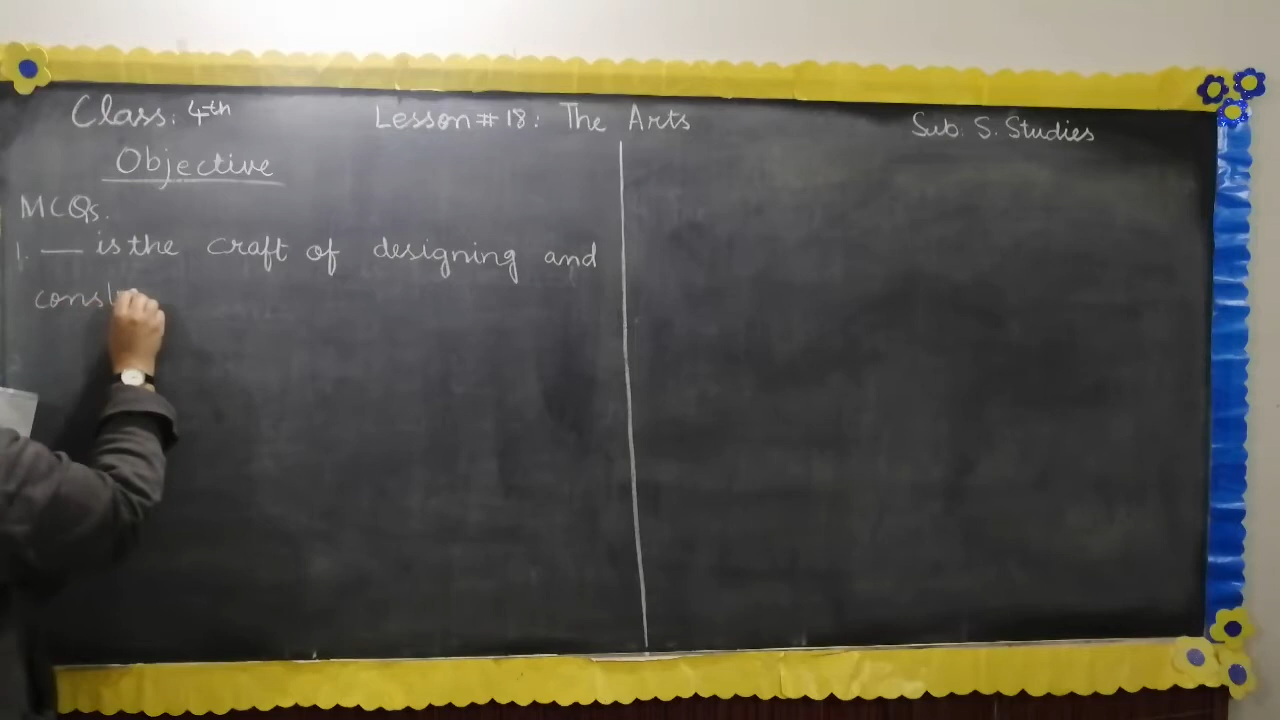 Class: 4th Lesson # 18: The Arts Sub: S. Studies
Objective
MCQs.
1. — is the craft of designing and